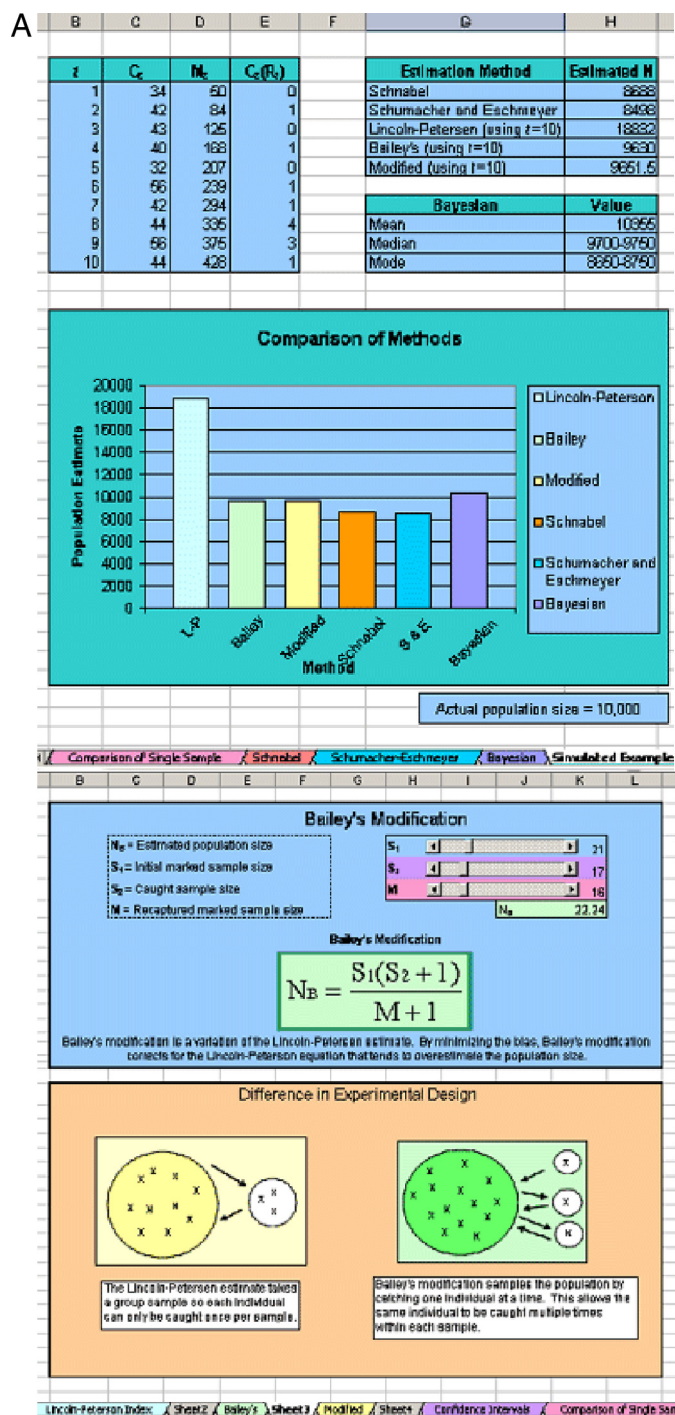 A
B C D E F G H
t Cₜ Mₜ Cₜ(Rₜ) Estimation Method Estimated N
1 34 50 0 Schnabel 8688
2 42 84 1 Schumacher and Eschmeyer 8498
3 43 125 0 Lincoln-Petersen (using t=10) 18832
4 40 168 1 Bailey's (using t=10) 9630
5 32 207 0 Modified (using t=10) 9651.5
6 56 239 1
7 42 294 1 Bayesian Value
8 44 335 4 Mean 10355
9 56 375 3 Median 9700-9750
10 44 428 1 Mode 8650-8750
Comparison of Methods
Population Estimate
20000
18000
16000
14000
12000
10000
8000
6000
4000
2000
0
L-P Bailey Modified Schnabel S & E Bayesian
Method
Lincoln-Peterson
Bailey
Modified
Schnabel
Schumacher and
Eschmeyer
Bayesian
Actual population size = 10,000
Comparison of Single Sample / Schnabel / Schumacher-Eschmeyer / Bayesian \ Simulated Example
B C D E F G H I J K L
Bailey's Modification
N_B = Estimated population size
S₁ = Initial marked sample size
S₂ = Caught sample size
M = Recaptured marked sample size
S₁ 21
S₂ 17
M 16
N_B 22.24
Bailey's Modification
N_B = S₁(S₂ + 1) / M + 1
Bailey's modification is a variation of the Lincoln-Petersen estimate. By minimizing the bias, Bailey's modification
corrects for the Lincoln-Peterson equation that tends to overestimate the population size.
Difference in Experimental Design
The Lincoln-Petersen estimate takes
a group sample so each individual
can only be caught once per sample.
Bailey's modification samples the population by
catching one individual at a time. This allows the
same individual to be caught multiple times
within each sample.
Lincoln-Peterson Index / Sheet2 / Bailey's \ Sheet3 / Modified / Sheet4 / Confidence Intervals / Comparison of Single Sam